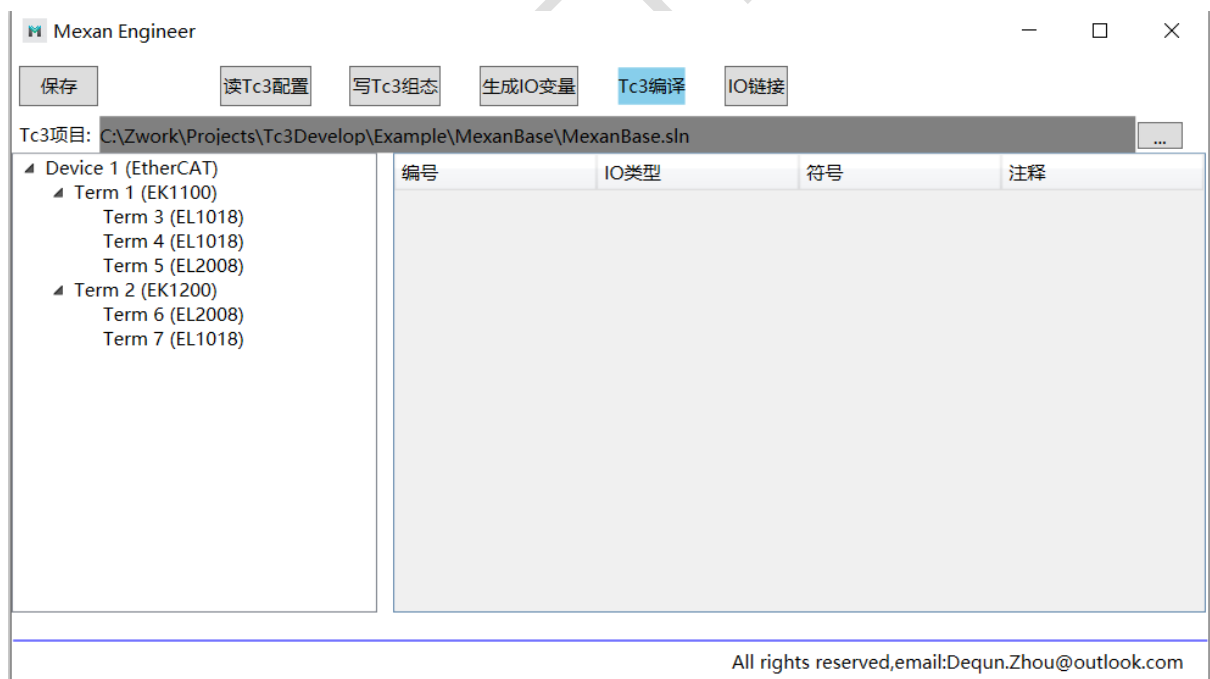 Mexan Engineer
保存 读Tc3配置 写Tc3组态 生成IO变量 Tc3编译 IO链接
Tc3项目: C:\Zwork\Projects\Tc3Develop\Example\MexanBase\MexanBase.sln ...
Device 1 (EtherCAT)
编号 IO类型 符号 注释
Term 1 (EK1100)
Term 3 (EL1018)
Term 4 (EL1018)
Term 5 (EL2008)
Term 2 (EK1200)
Term 6 (EL2008)
Term 7 (EL1018)
All rights reserved,email:Dequn.Zhou@outlook.com